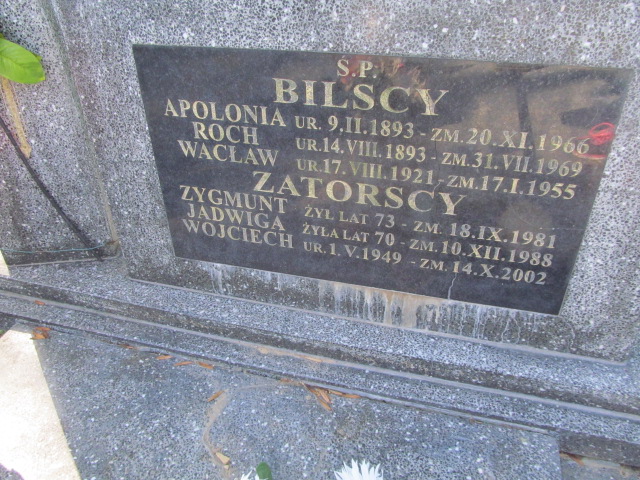 Ś.P.
BILSCY
APOLONIA UR. 9.II.1893 - ZM. 20.XI.1966
ROCH UR. 14.VIII.1893 - ZM. 31.VII.1969
WACŁAW UR. 17.VIII.1921 - ZM. 17.I.1955
ZATORSCY
ZYGMUNT ŻYŁ LAT 73 - ZM. 18.IX.1981
JADWIGA ŻYŁA LAT 70 - ZM. 10.XII.1988
WOJCIECH UR. 1.V.1949 - ZM. 14.X.2002